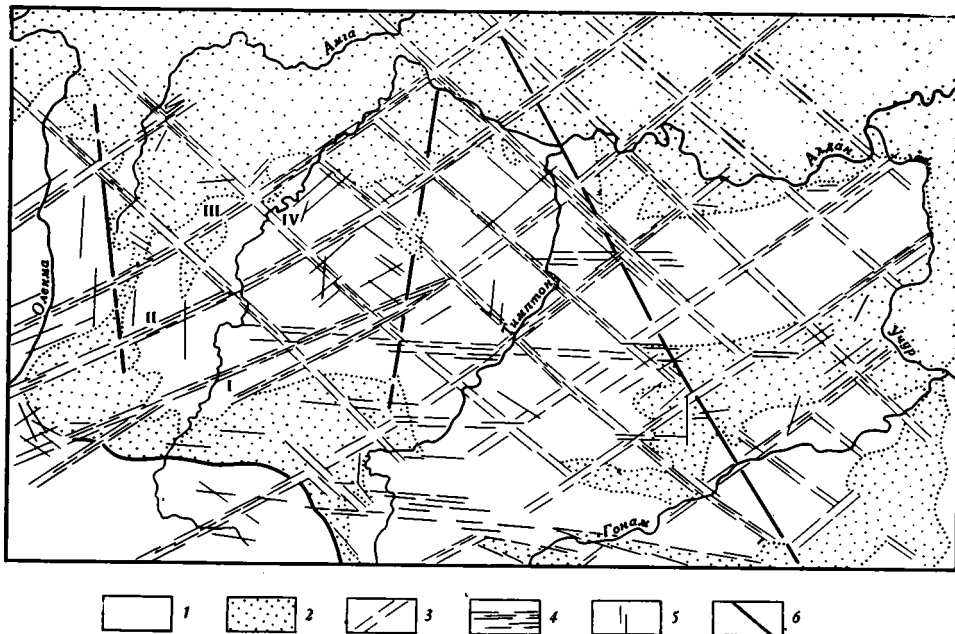 Амга
Алдан
III
IV
Олекма
Тимптон
II
Учур
I
Гонам
1 2 3 4 5 6